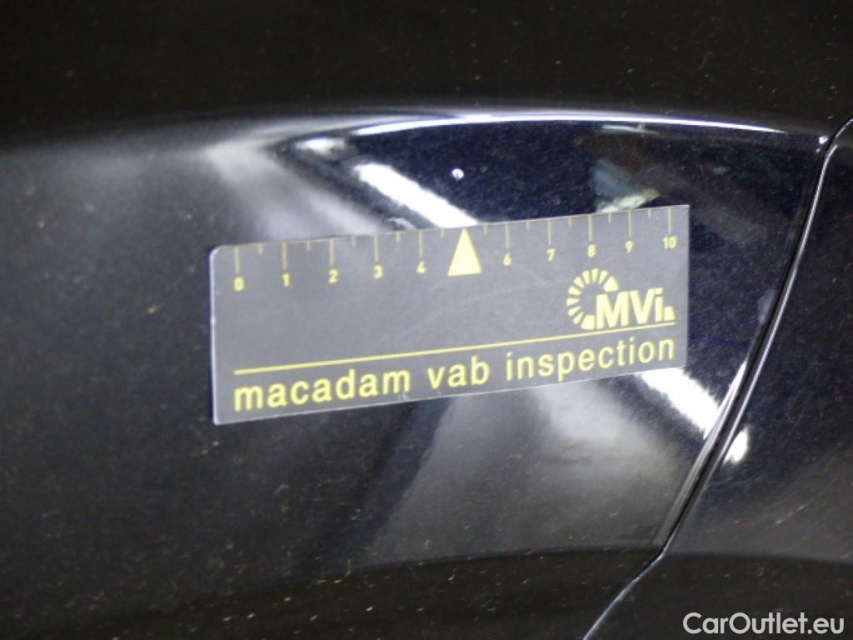 0 1 2 3 4 6 7 8 9 10
MVi
macadam vab inspection
CarOutlet.eu